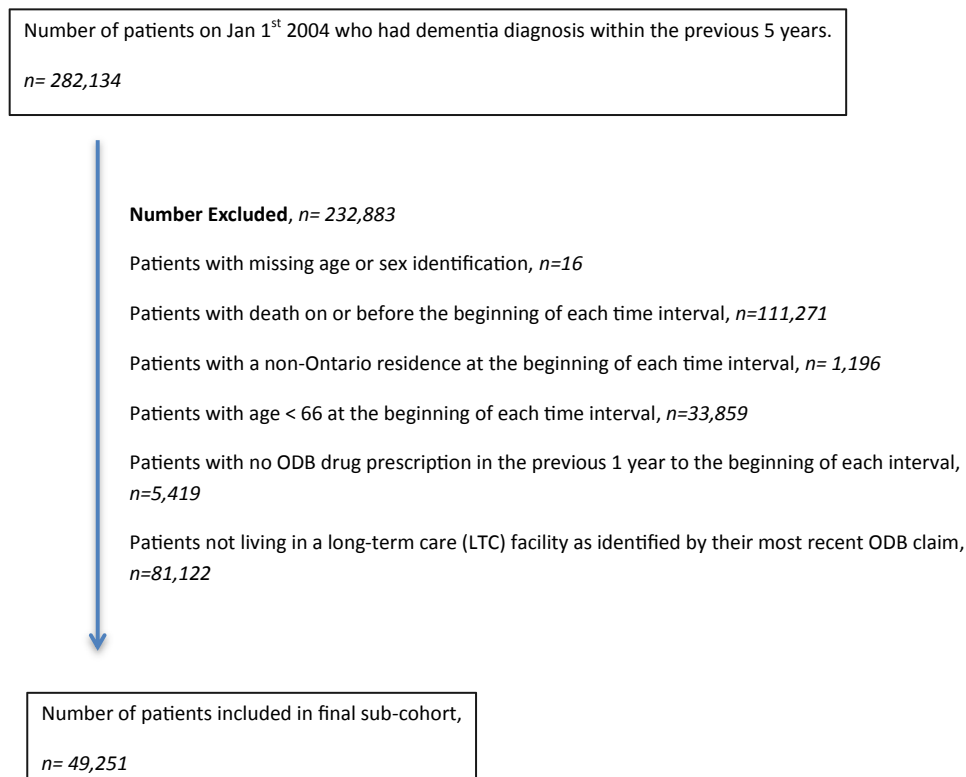 Number of patients on Jan 1st 2004 who had dementia diagnosis within the previous 5 years.
n= 282,134
Number Excluded, n= 232,883
Patients with missing age or sex identification, n=16
Patients with death on or before the beginning of each time interval, n=111,271
Patients with a non-Ontario residence at the beginning of each time interval, n= 1,196
Patients with age < 66 at the beginning of each time interval, n=33,859
Patients with no ODB drug prescription in the previous 1 year to the beginning of each interval,
n=5,419
Patients not living in a long-term care (LTC) facility as identified by their most recent ODB claim,
n=81,122
Number of patients included in final sub-cohort,
n= 49,251